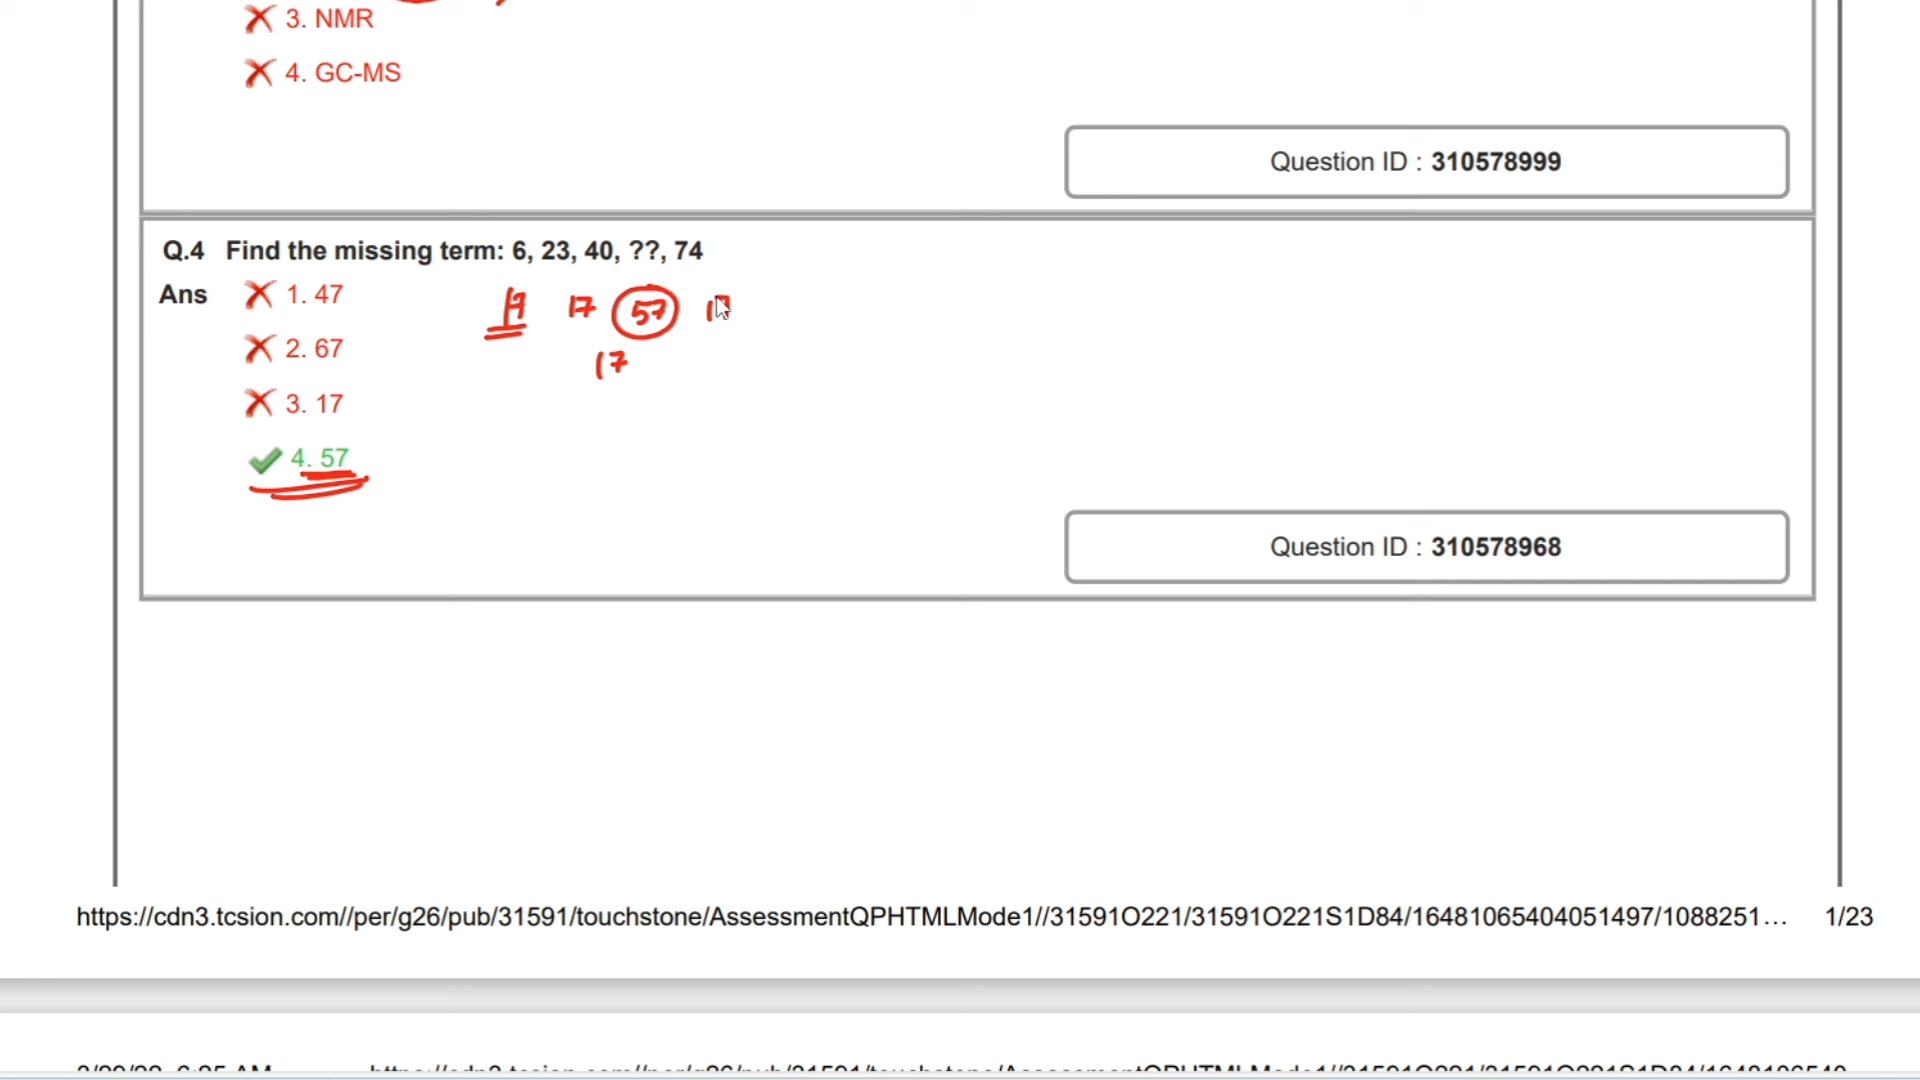 3. NMR
4. GC-MS
Question ID : 310578999
Q.4 Find the missing term: 6, 23, 40, ??, 74
Ans 1. 47
17 17 57
2. 67
17
3. 17
4. 57
Question ID : 310578968
https://cdn3.tcsion.com//per/g26/pub/31591/touchstone/AssessmentQPHTMLMode1//31591O221/31591O221S1D84/16481065404051497/1088251… 1/23